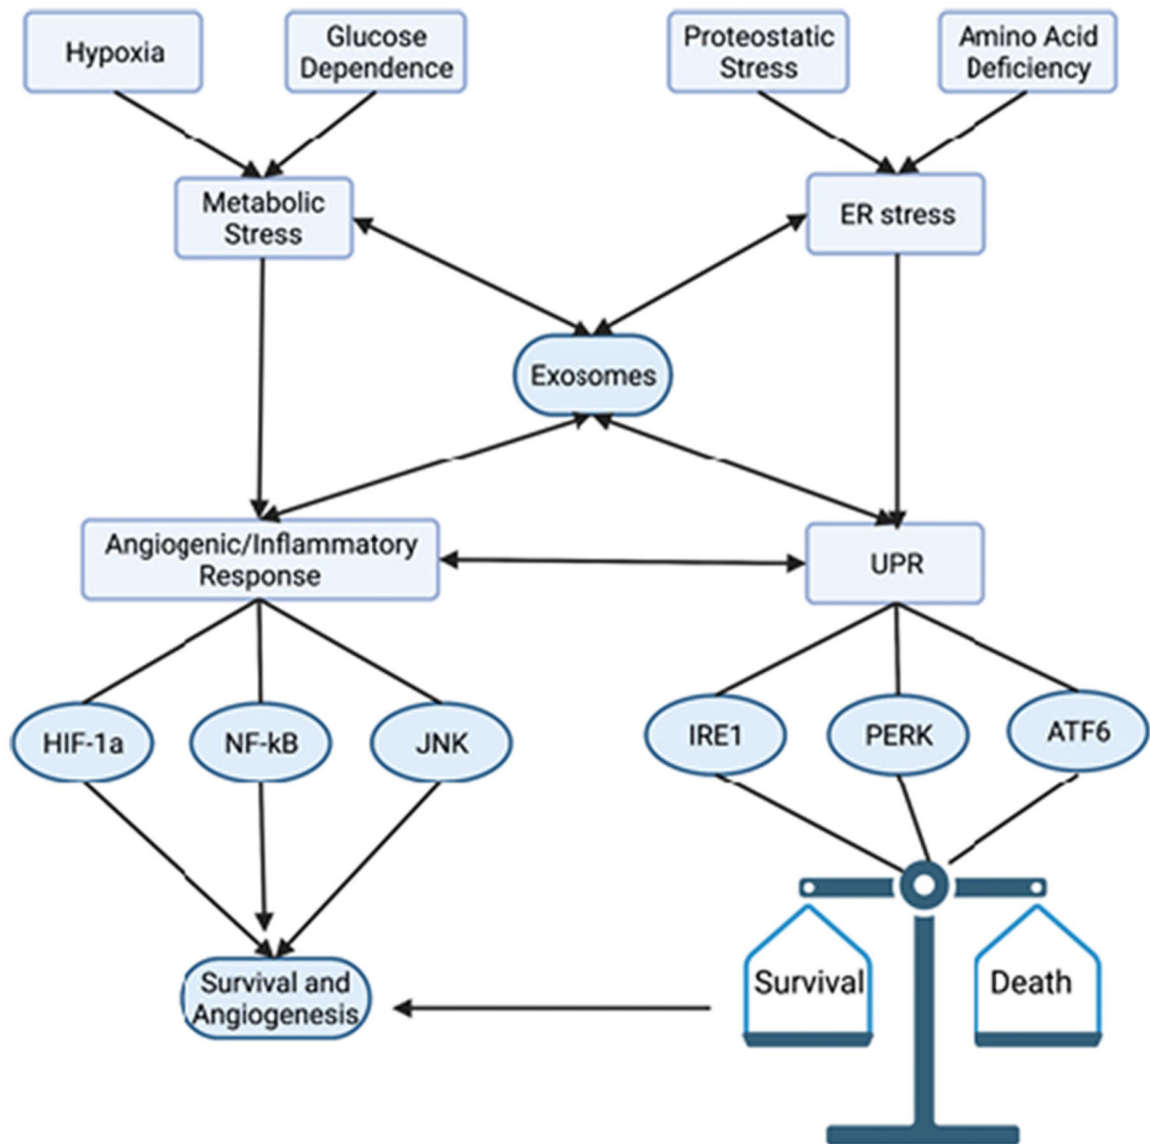 Hypoxia
Glucose
Dependence
Proteostatic
Stress
Amino Acid
Deficiency
Metabolic
Stress
ER stress
Exosomes
Angiogenic/Inflammatory
Response
UPR
HIF-1a
NF-kB
JNK
IRE1
PERK
ATF6
Survival and
Angiogenesis
Survival
Death